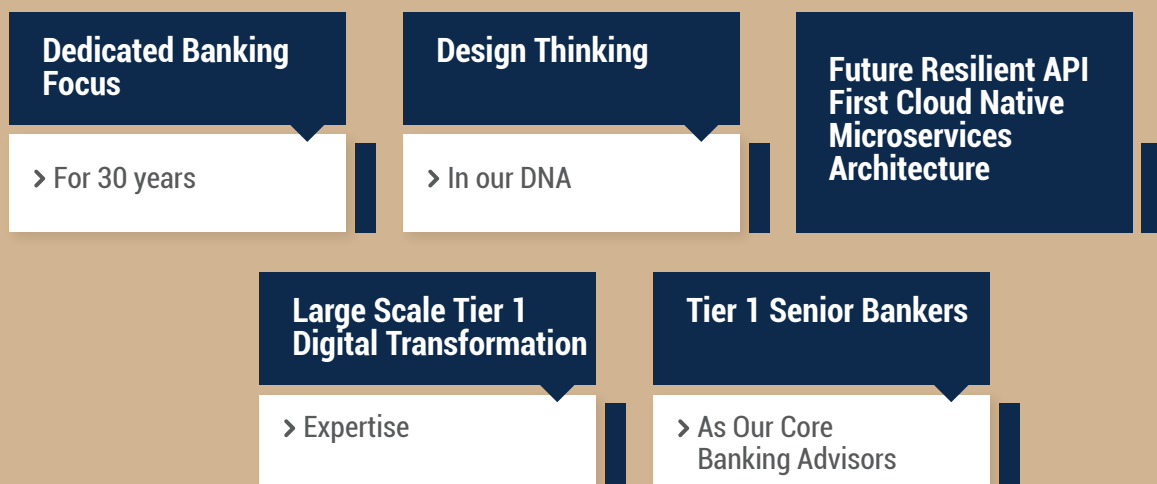 Dedicated Banking
Focus
For 30 years
Design Thinking
In our DNA
Future Resilient API
First Cloud Native
Microservices
Architecture
Large Scale Tier 1
Digital Transformation
Expertise
Tier 1 Senior Bankers
As Our Core
Banking Advisors